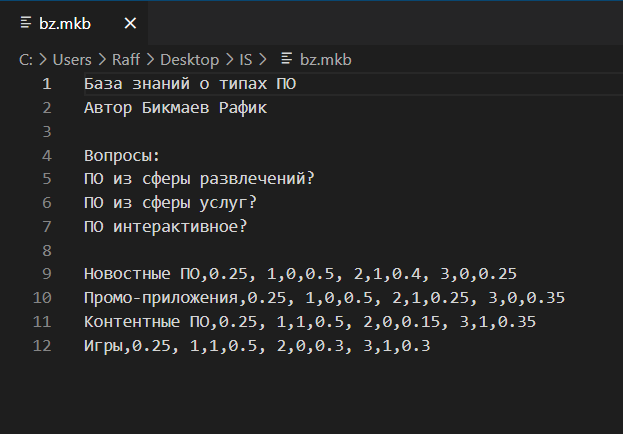 bz.mkb
C: > Users > Raff > Desktop > IS > bz.mkb
1 База знаний о типах ПО
2 Автор Бикмаев Рафик
3
4 Вопросы:
5 ПО из сферы развлечений?
6 ПО из сферы услуг?
7 ПО интерактивное?
8
9 Новостные ПО,0.25, 1,0,0.5, 2,1,0.4, 3,0,0.25
10 Промо-приложения,0.25, 1,0,0.5, 2,1,0.25, 3,0,0.35
11 Контентные ПО,0.25, 1,1,0.5, 2,0,0.15, 3,1,0.35
12 Игры,0.25, 1,1,0.5, 2,0,0.3, 3,1,0.3